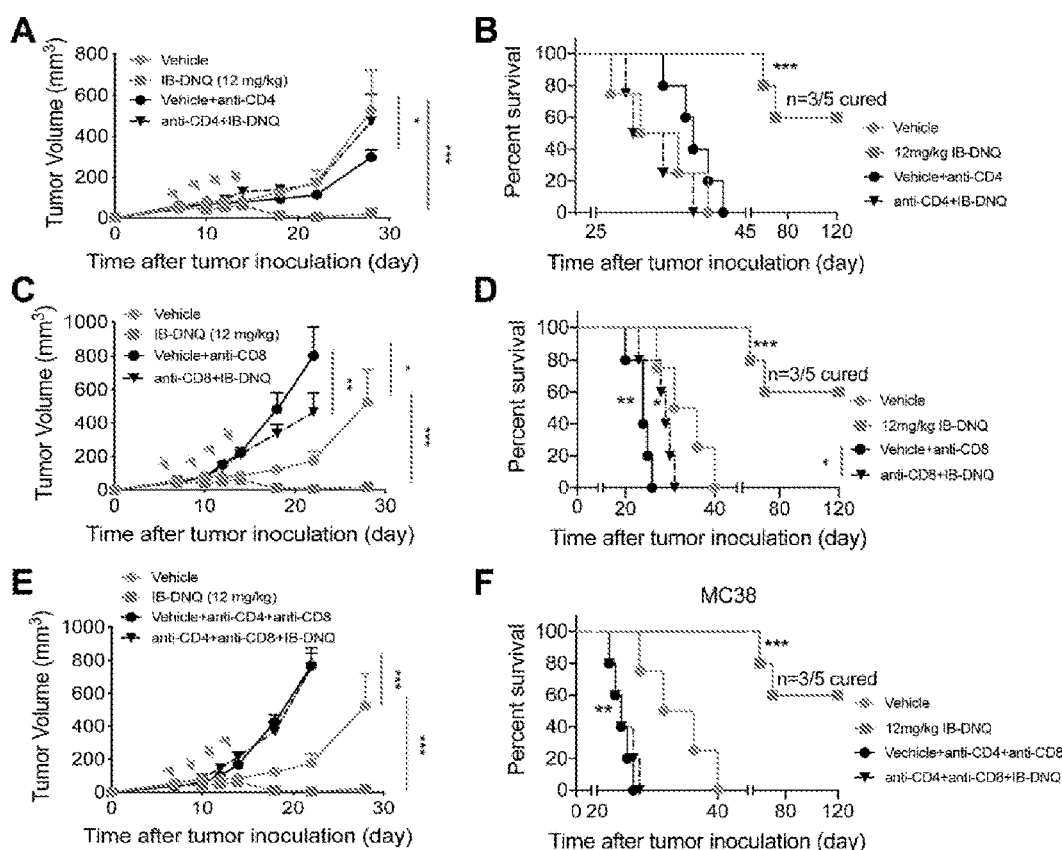 A
Tumor Volume (mm³)
800
600
400
200
0
0
10
20
30
Time after tumor inoculation (day)
Vehicle
IB-DNQ (12 mg/kg)
Vehicle+anti-CD4
anti-CD4+IB-DNQ
*
***
B
Percent survival
100
80
60
40
20
0
25
45
80
120
Time after tumor inoculation (day)
***
n=3/5 cured
Vehicle
12mg/kg IB-DNQ
Vehicle+anti-CD4
anti-CD4+IB-DNQ
C
Tumor Volume (mm³)
1000
800
600
400
200
0
0
10
20
30
Time after tumor inoculation (day)
Vehicle
IB-DNQ (12 mg/kg)
Vehicle+anti-CD8
anti-CD8+IB-DNQ
**
*
***
D
Percent survival
100
80
60
40
20
0
0
20
40
80
120
Time after tumor inoculation (day)
**
*
***
n=3/5 cured
Vehicle
12mg/kg IB-DNQ
Vehicle+anti-CD8
anti-CD8+IB-DNQ
*
E
Tumor Volume (mm³)
1000
800
600
400
200
0
0
10
20
30
Time after tumor inoculation (day)
Vehicle
IB-DNQ (12 mg/kg)
Vehicle+anti-CD4+anti-CD8
anti-CD4+anti-CD8+IB-DNQ
***
***
F
MC38
Percent survival
100
80
60
40
20
0
0 20
40
80
120
Time after tumor inoculation (day)
**
***
n=3/5 cured
Vehicle
12mg/kg IB-DNQ
Vechicle+anti-CD4+anti-CD8
anti-CD4+anti-CD8+IB-DNQ